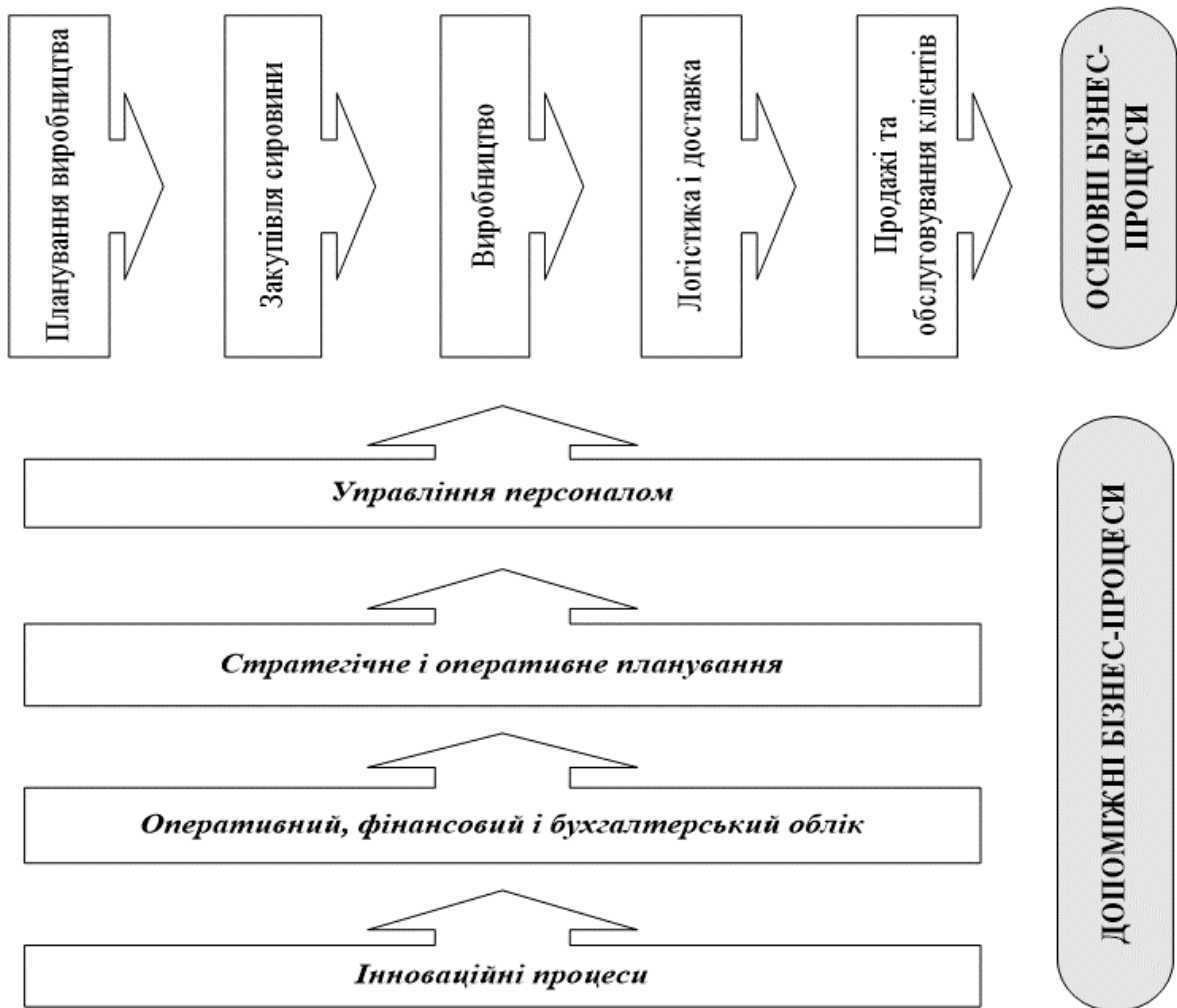 Планування виробництва
Закупівля сировини
Виробництво
Логістика і доставка
Продажі та
обслуговування клієнтів
ОСНОВНІ БІЗНЕС-
ПРОЦЕСИ
Управління персоналом
Стратегічне і оперативне планування
Оперативний, фінансовий і бухгалтерський облік
Інноваційні процеси
ДОПОМІЖНІ БІЗНЕС-ПРОЦЕСИ